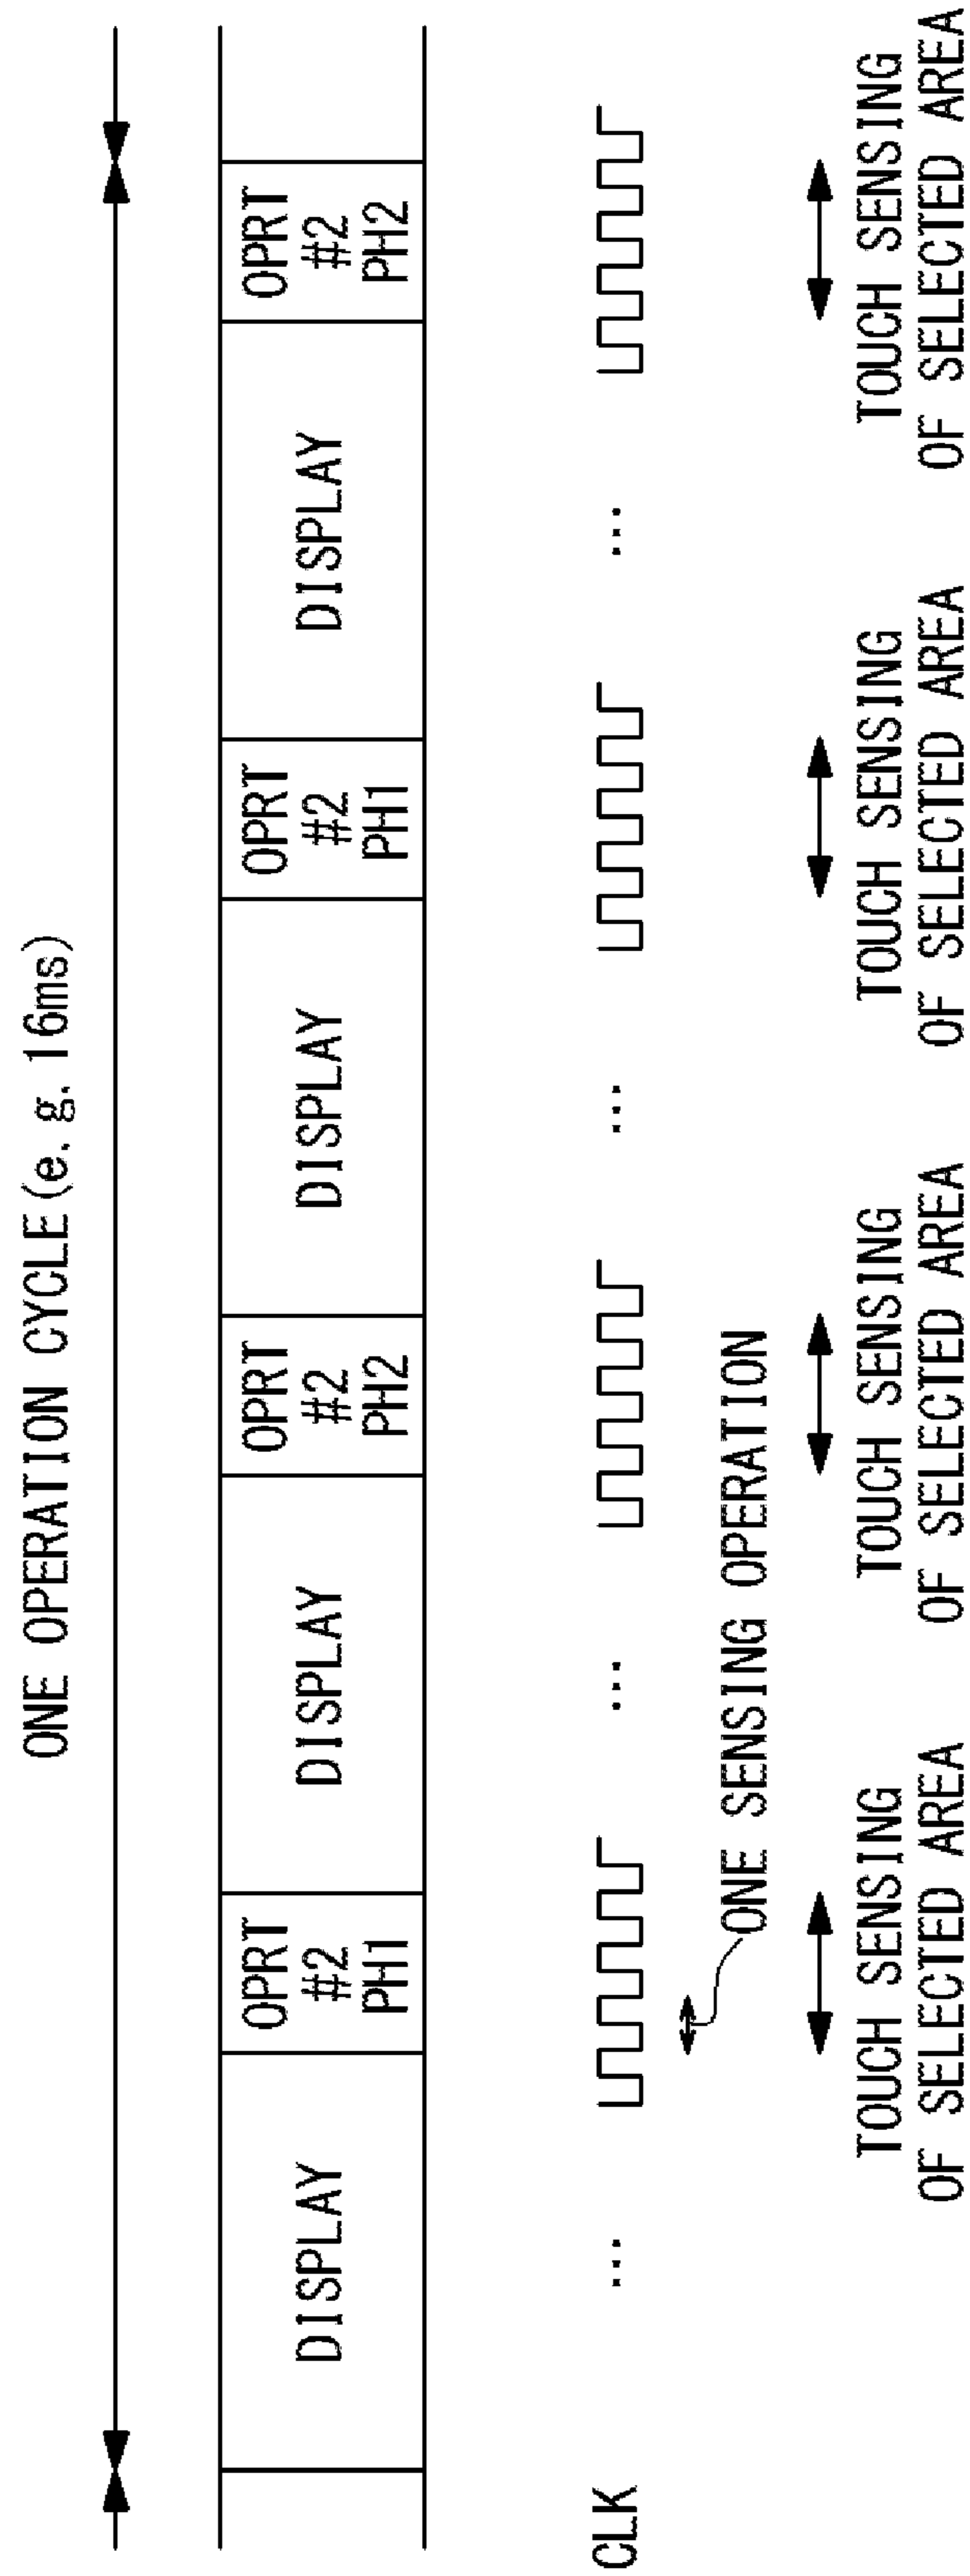 ONE OPERATION CYCLE(e. g. 16ms)
DISPLAY
OPRT
#2
PH1
DISPLAY
OPRT
#2
PH2
DISPLAY
OPRT
#2
PH1
DISPLAY
OPRT
#2
PH2
CLK
...
...
...
...
ONE SENSING OPERATION
TOUCH SENSING
OF SELECTED AREA
TOUCH SENSING
OF SELECTED AREA
TOUCH SENSING
OF SELECTED AREA
TOUCH SENSING
OF SELECTED AREA